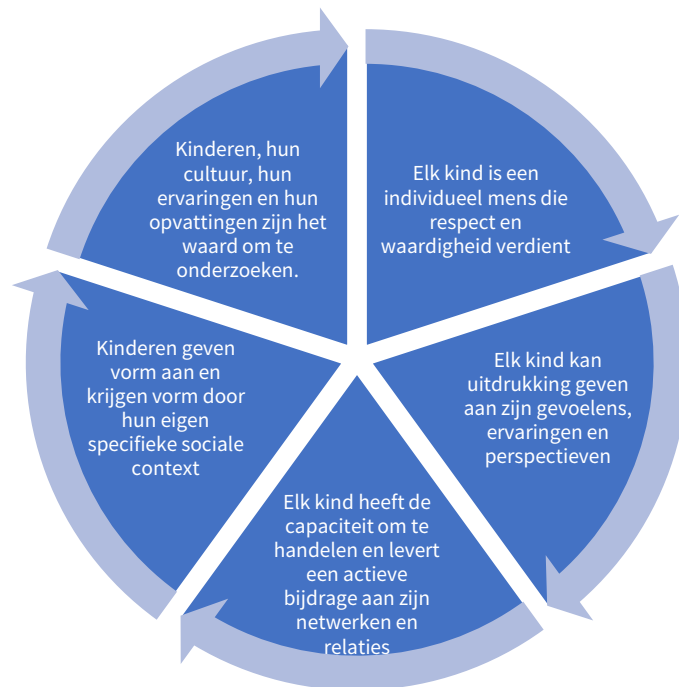 Elk kind is een
individueel mens die
respect en
waardigheid verdient
Elk kind kan
uitdrukking geven
aan zijn gevoelens,
ervaringen en
perspectieven
Elk kind heeft de
capaciteit om te
handelen en levert
een actieve
bijdrage aan zijn
netwerken en
relaties
Kinderen geven
vorm aan en
krijgen vorm door
hun eigen
specifieke sociale
context
Kinderen, hun
cultuur, hun
ervaringen en hun
opvattingen zijn het
waard om te
onderzoeken.